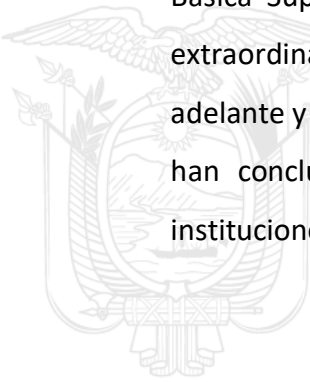 Básica Sup
extraordina
adelante y
han conclu
institucione